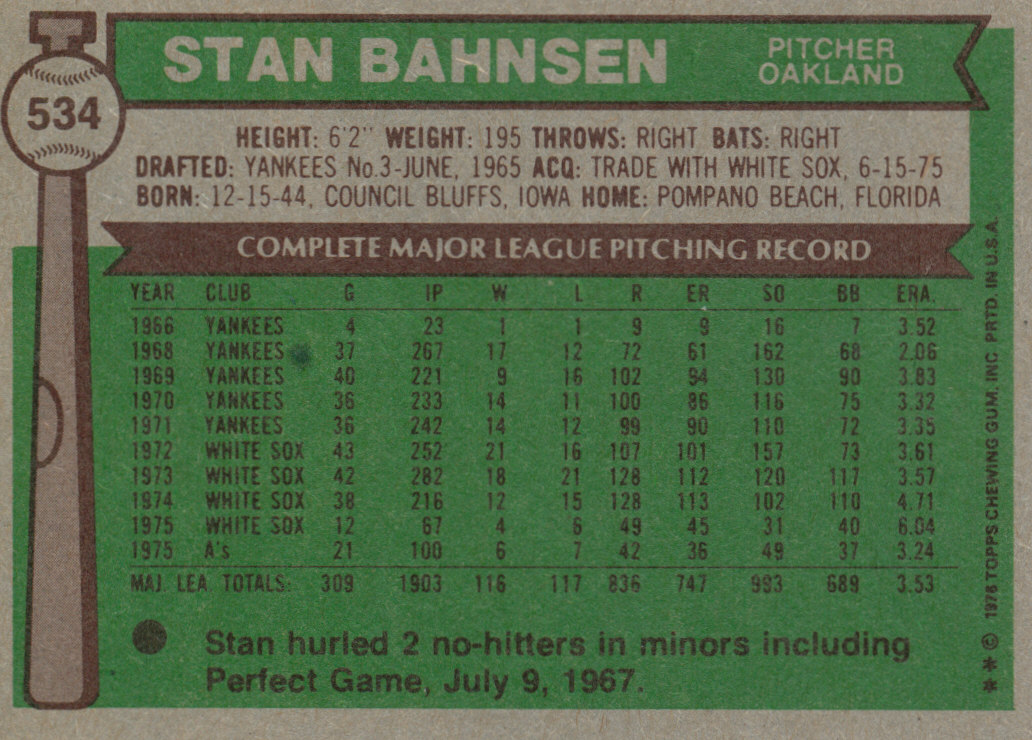 534
STAN BAHNSEN
PITCHER
OAKLAND
HEIGHT: 6'2" WEIGHT: 195 THROWS: RIGHT BATS: RIGHT
DRAFTED: YANKEES No.3-JUNE, 1965 ACQ: TRADE WITH WHITE SOX, 6-15-75
BORN: 12-15-44, COUNCIL BLUFFS, IOWA HOME: POMPANO BEACH, FLORIDA
COMPLETE MAJOR LEAGUE PITCHING RECORD
YEAR CLUB G IP W L R ER SO BB ERA.
1966 YANKEES 4 23 1 1 9 9 16 7 3.52
1968 YANKEES 37 267 17 12 72 61 162 68 2.06
1969 YANKEES 40 221 9 16 102 94 130 90 3.83
1970 YANKEES 36 233 14 11 100 86 116 75 3.32
1971 YANKEES 36 242 14 12 99 90 110 72 3.35
1972 WHITE SOX 43 252 21 16 107 101 157 73 3.61
1973 WHITE SOX 42 282 18 21 128 112 120 117 3.57
1974 WHITE SOX 38 216 12 15 128 113 102 110 4.71
1975 WHITE SOX 12 67 4 6 49 45 31 40 6.04
1975 A's 21 100 6 7 42 36 49 37 3.24
MAJ. LEA. TOTALS: 309 1903 116 117 836 747 993 689 3.53
Stan hurled 2 no-hitters in minors including
Perfect Game, July 9, 1967.
** © 1976 TOPPS CHEWING GUM, INC. PRTD. IN U.S.A.